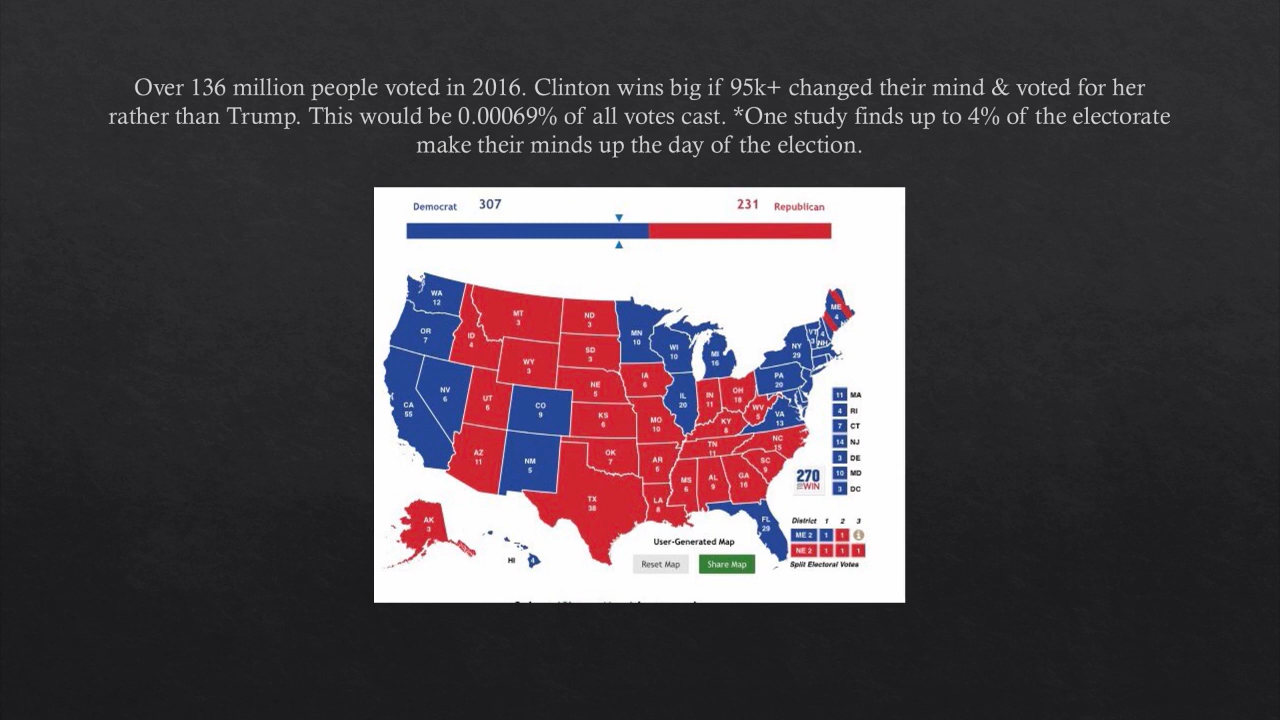 Over 136 million people voted in 2016. Clinton wins big if 95k+ changed their mind & voted for her
rather than Trump. This would be 0.00069% of all votes cast. *One study finds up to 4% of the electorate
make their minds up the day of the election.
Democrat 307 231 Republican
WA
12
OR
7
CA
55
NV
6
ID
4
MT
3
WY
3
UT
6
AZ
11
CO
9
NM
5
ND
3
SD
3
NE
5
KS
6
OK
7
TX
38
MN
10
IA
6
MO
10
AR
6
LA
8
WI
10
IL
20
MI
16
IN
11
OH
18
KY
8
TN
11
MS
6
AL
9
GA
16
FL
29
SC
9
NC
15
VA
13
WV
5
PA
20
NY
29
VT
3
4
NH
ME
4
AK
3
HI 4
11 MA
4 RI
7 CT
14 NJ
3 DE
10 MD
3 DC
270
TO WIN
User-Generated Map
Reset Map Share Map
District 1 2 3
ME 2 1 1 i
NE 2 1 1 1
Split Electoral Votes